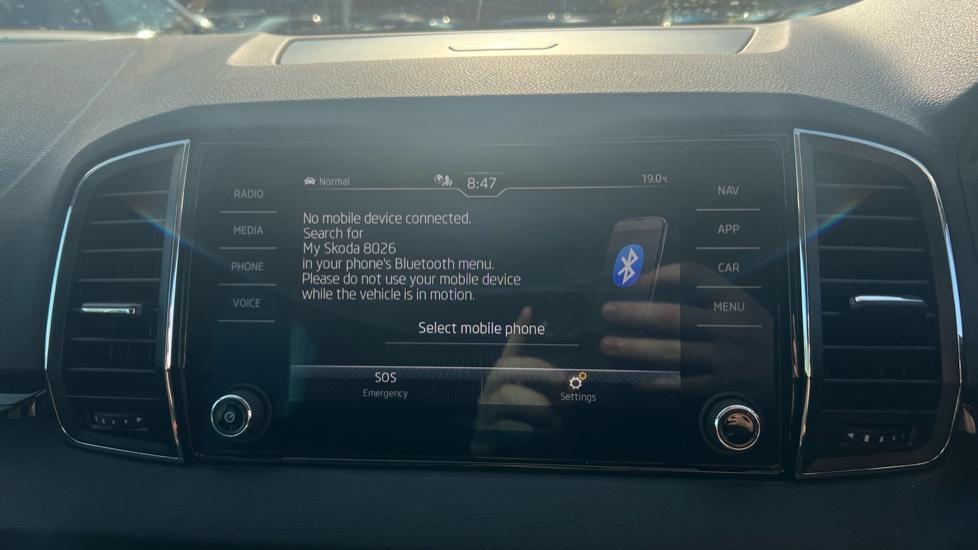 Normal
8:47
19.0°C
RADIO
MEDIA
PHONE
VOICE
No mobile device connected.
Search for
My Skoda 8026
in your phone's Bluetooth menu.
Please do not use your mobile device
while the vehicle is in motion.
Select mobile phone
SOS
Emergency
Settings
NAV
APP
CAR
MENU